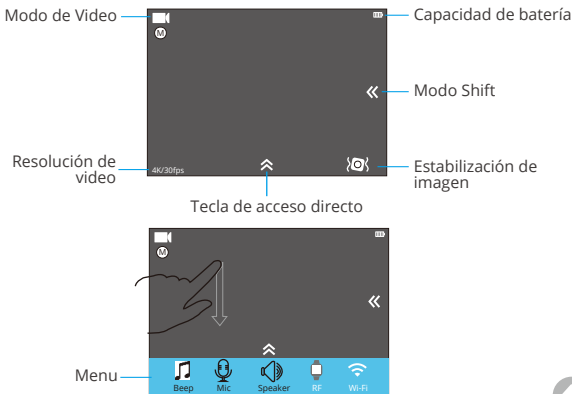 Modo de Video
Capacidad de batería
M
Modo Shift
Resolución de
video
4K/30fps
Estabilización de
imagen
Tecla de acceso directo
M
Menu
Beep
Mic
Speaker
RF
Wi-Fi